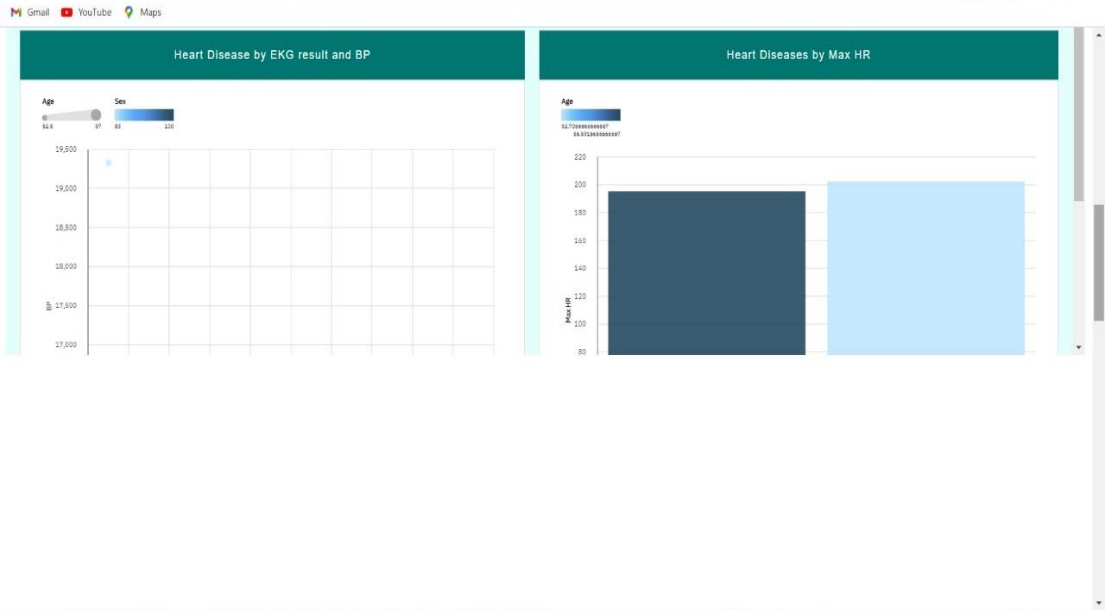 Gmail YouTube Maps
Heart Disease by EKG result and BP
Age Sex
19,500
19,000
18,500
18,000
17,500
17,000
BP
Heart Diseases by Max HR
Age
220
200
180
160
140
120
100
80
Max HR